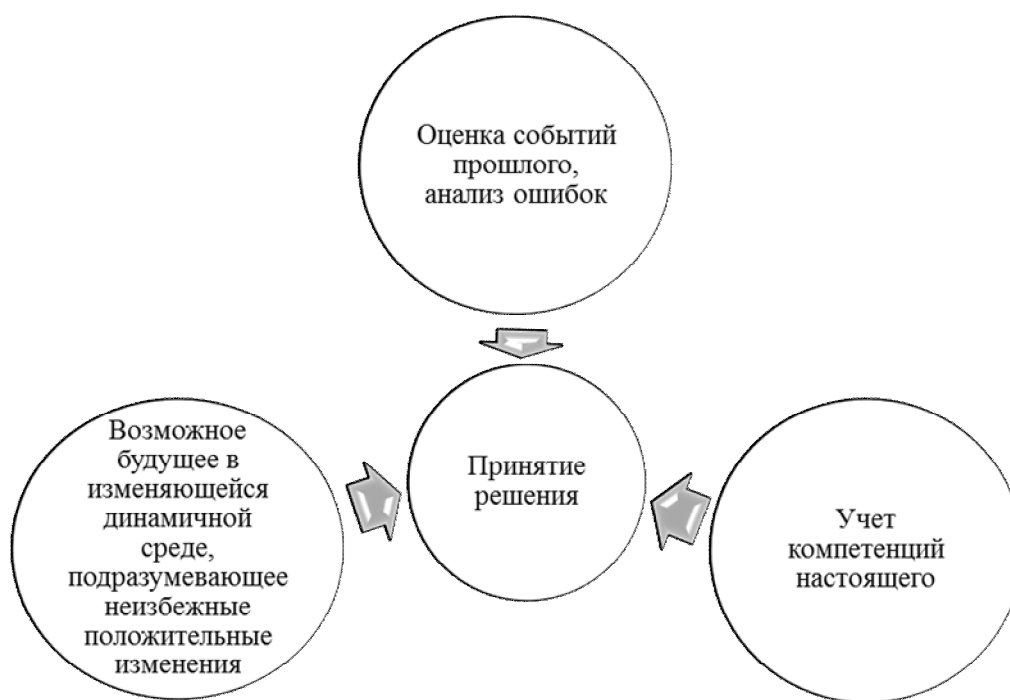 Оценка событий
прошлого,
анализ ошибок
Принятие
решения
Возможное
будущее в
изменяющейся
динамичной
среде,
подразумевающее
неизбежные
положительные
изменения
Учет
компетенций
настоящего